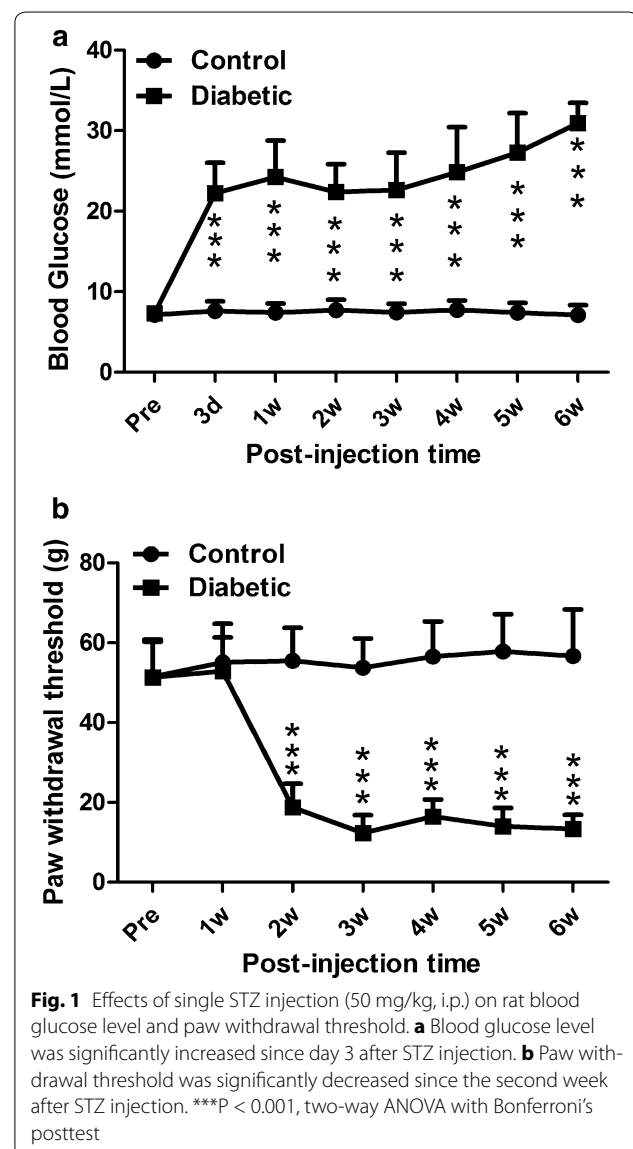 a
40
Control
Diabetic
30
20
10
0
Blood Glucose (mmol/L)
***
***
***
***
***
***
***
Pre 3d 1w 2w 3w 4w 5w 6w
Post-injection time
b
80
Control
Diabetic
60
40
20
0
Paw withdrawal threshold (g)
***
***
***
***
***
Pre 1w 2w 3w 4w 5w 6w
Post-injection time
Fig. 1 Effects of single STZ injection (50 mg/kg, i.p.) on rat blood
glucose level and paw withdrawal threshold. a Blood glucose level
was significantly increased since day 3 after STZ injection. b Paw with-
drawal threshold was significantly decreased since the second week
after STZ injection. ***P < 0.001, two-way ANOVA with Bonferroni’s
posttest